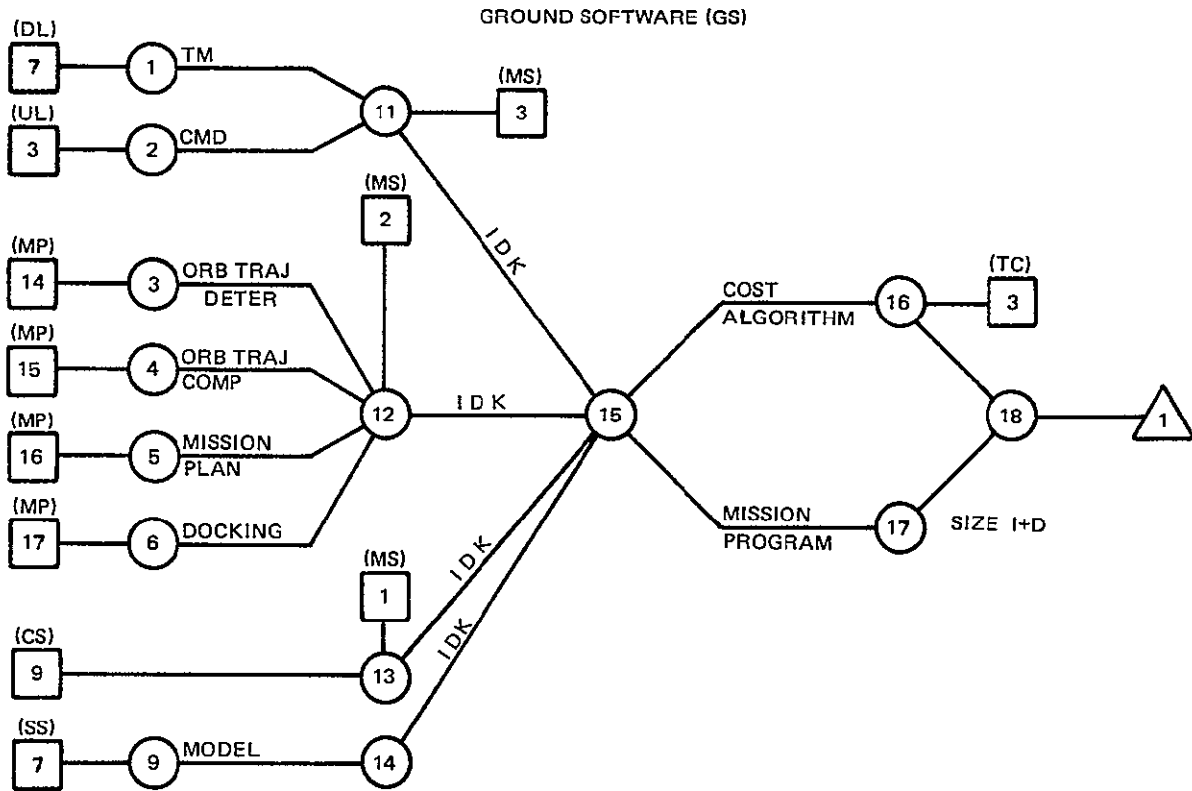 GROUND SOFTWARE (GS)
(DL)
7
1
TM
(UL)
3
2
CMD
11
(MS)
3
(MS)
2
IDK
(MP)
14
3
ORB TRAJ
DETER
(MP)
15
4
ORB TRAJ
COMP
(MP)
16
5
MISSION
PLAN
(MP)
17
6
DOCKING
12
IDK
15
COST
ALGORITHM
16
(TC)
3
18
1
MISSION
PROGRAM
17
SIZE I+D
(MS)
1
IDK
IDK
(CS)
9
13
(SS)
7
9
MODEL
14